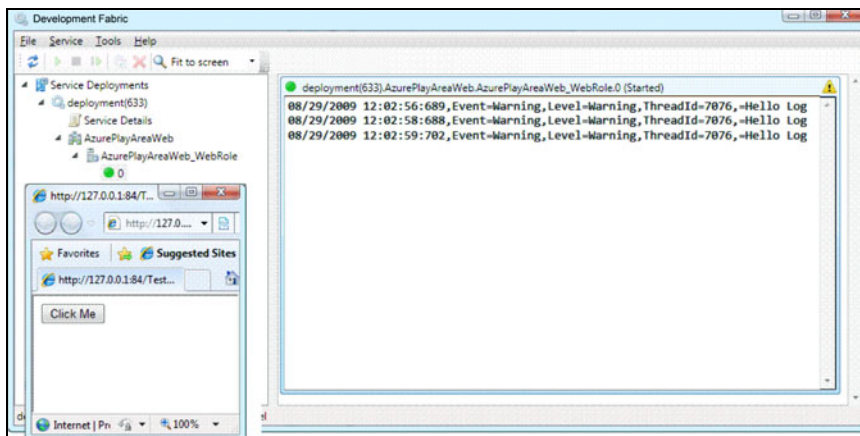 Development Fabric
File Service Tools Help
Fit to screen
Service Deployments
deployment(633)
Service Details
AzurePlayAreaWeb
AzurePlayAreaWeb_WebRole
0
deployment(633).AzurePlayAreaWeb.AzurePlayAreaWeb_WebRole.0 (Started)
08/29/2009 12:02:56:689,Event=Warning,Level=Warning,ThreadId=7076,=Hello Log
08/29/2009 12:02:58:688,Event=Warning,Level=Warning,ThreadId=7076,=Hello Log
08/29/2009 12:02:59:702,Event=Warning,Level=Warning,ThreadId=7076,=Hello Log
http://127.0.0.1:84/T...
http://127.0....
Favorites Suggested Sites
http://127.0.0.1:84/Test...
Click Me
Internet | Pr
100%